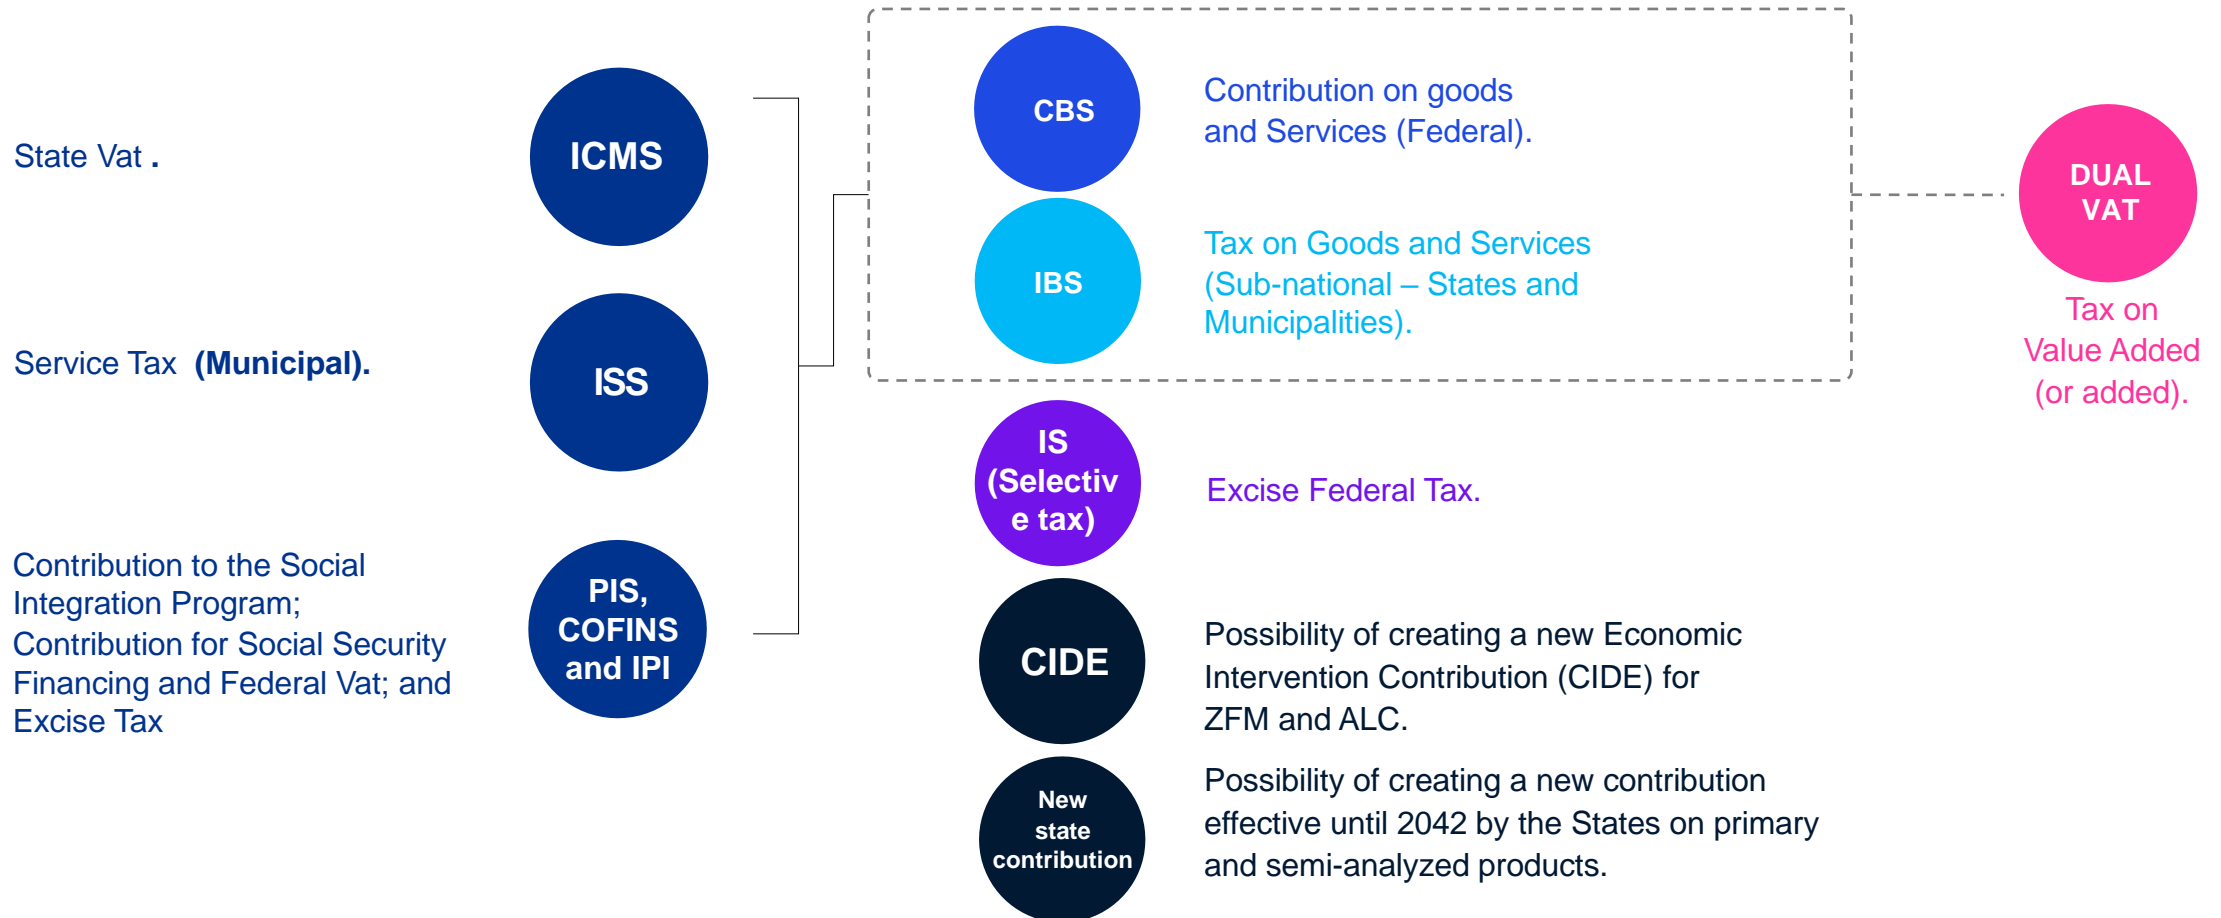 State Vat .
ICMS
Service Tax (Municipal).
ISS
Contribution to the Social
Integration Program;
Contribution for Social Security
Financing and Federal Vat; and
Excise Tax
PIS,
COFINS
and IPI
CBS
Contribution on goods
and Services (Federal).
IBS
Tax on Goods and Services
(Sub-national – States and
Municipalities).
DUAL
VAT
Tax on
Value Added
(or added).
IS
(Selectiv
e tax)
Excise Federal Tax.
CIDE
Possibility of creating a new Economic
Intervention Contribution (CIDE) for
ZFM and ALC.
New
state
contribution
Possibility of creating a new contribution
effective until 2042 by the States on primary
and semi-analyzed products.